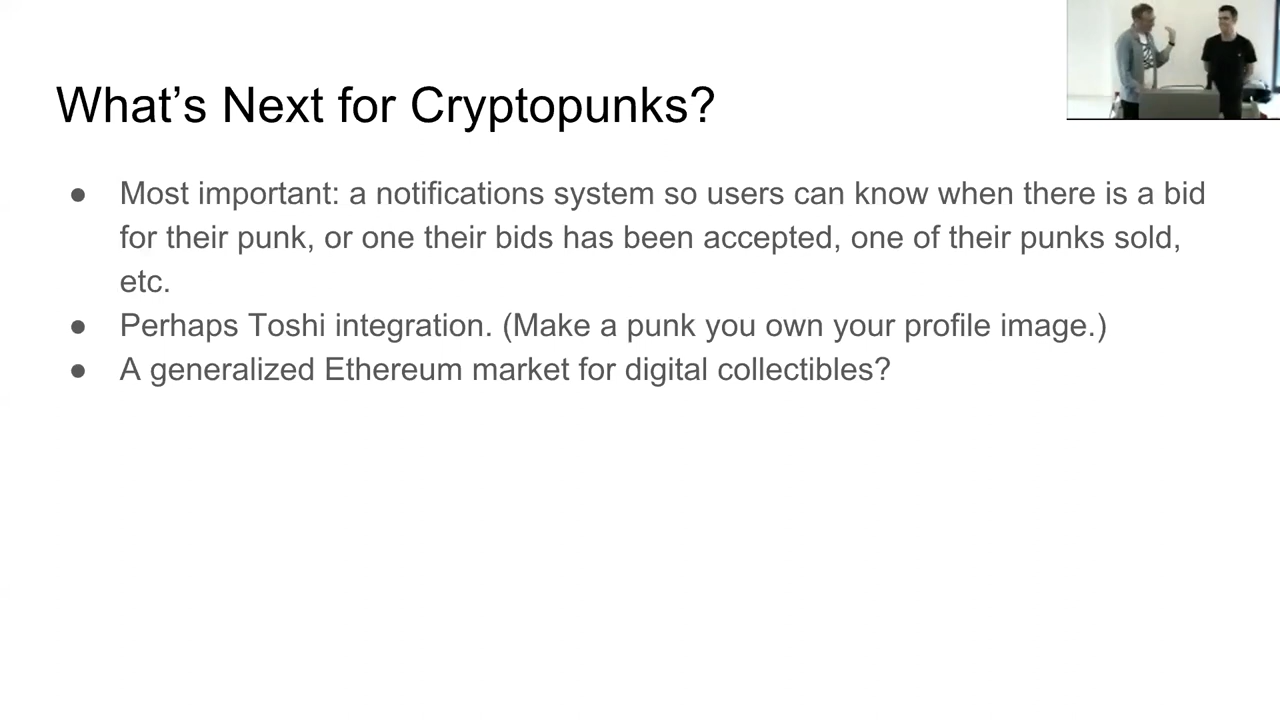 What’s Next for Cryptopunks?
● Most important: a notifications system so users can know when there is a bid
for their punk, or one their bids has been accepted, one of their punks sold,
etc.
● Perhaps Toshi integration. (Make a punk you own your profile image.)
● A generalized Ethereum market for digital collectibles?